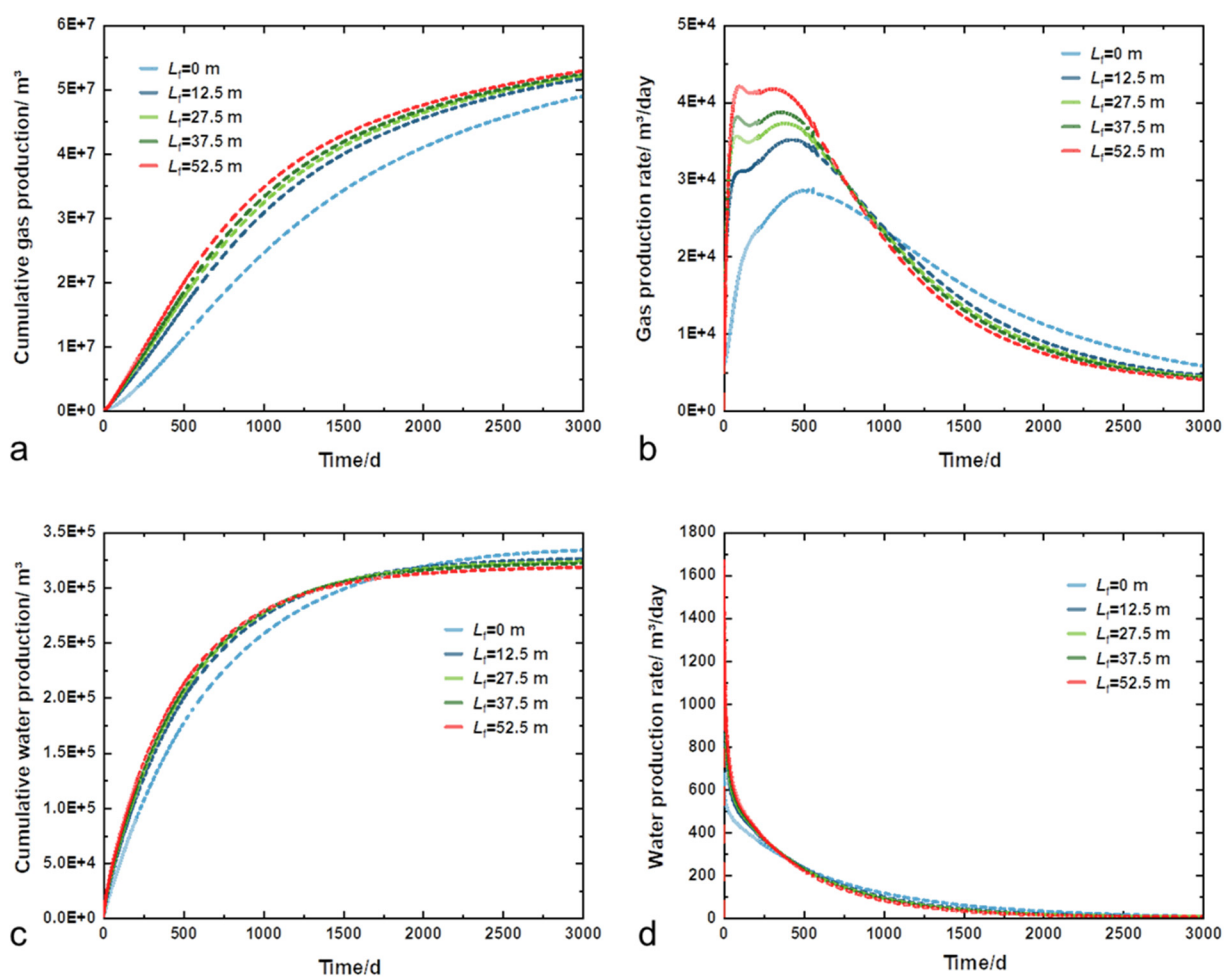 6E+7
5E+7
4E+7
3E+7
2E+7
1E+7
0E+0
Cumulative gas production/ m³
Lf=0 m
Lf=12.5 m
Lf=27.5 m
Lf=37.5 m
Lf=52.5 m
0 500 1000 1500 2000 2500 3000
Time/d
a
5E+4
4E+4
3E+4
2E+4
1E+4
0E+0
Gas production rate/ m³/day
Lf=0 m
Lf=12.5 m
Lf=27.5 m
Lf=37.5 m
Lf=52.5 m
0 500 1000 1500 2000 2500 3000
Time/d
b
3.5E+5
3.0E+5
2.5E+5
2.0E+5
1.5E+5
1.0E+5
5.0E+4
0.0E+0
Cumulative water production/ m³
Lf=0 m
Lf=12.5 m
Lf=27.5 m
Lf=37.5 m
Lf=52.5 m
0 500 1000 1500 2000 2500 3000
Time/d
c
1800
1600
1400
1200
1000
800
600
400
200
0
Water production rate/ m³/day
Lf=0 m
Lf=12.5 m
Lf=27.5 m
Lf=37.5 m
Lf=52.5 m
0 500 1000 1500 2000 2500 3000
Time/d
d